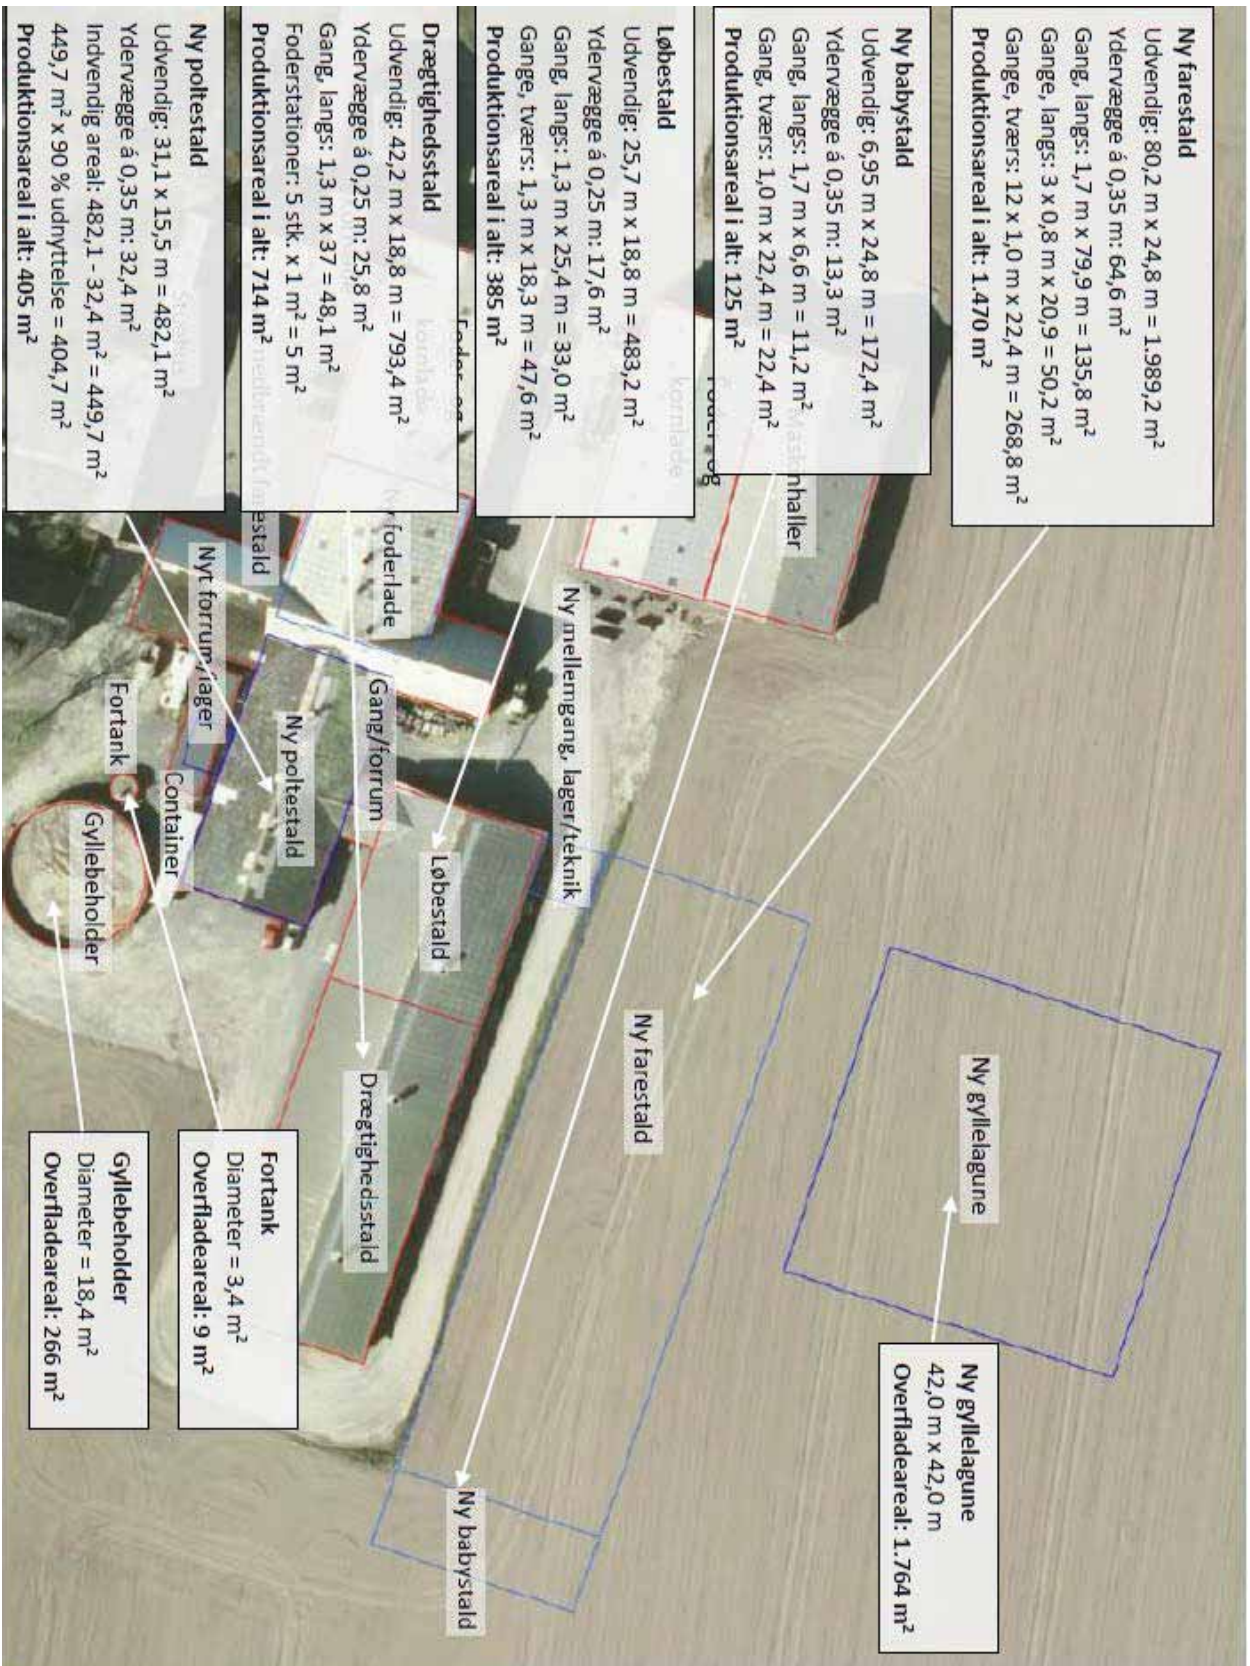 Ny farestald
Udvendig: 80,2 m x 24,8 m = 1.989,2 m²
Ydervægge á 0,35 m: 64,6 m²
Gang, langs: 1,7 m x 79,9 m = 135,8 m²
Gange, langs: 3 x 0,8 m x 20,9 = 50,2 m²
Gange, tværs: 12 x 1,0 m x 22,4 m = 268,8 m²
Produktionsareal i alt: 1.470 m²
Ny babystald
Udvendig: 6,95 m x 24,8 m = 172,4 m²
Ydervægge á 0,35 m: 13,3 m²
Gang, langs: 1,7 m x 6,6 m = 11,2 m²
Gang, tværs: 1,0 m x 22,4 m = 22,4 m²
Produktionsareal i alt: 125 m²
Løbestald
Udvendig: 25,7 m x 18,8 m = 483,2 m²
Ydervægge á 0,25 m: 17,6 m²
Gang, langs: 1,3 m x 25,4 m = 33,0 m²
Gange, tværs: 1,3 m x 18,3 m = 47,6 m²
Produktionsareal i alt: 385 m²
Drægtighedsstald
Udvendig: 42,2 m x 18,8 m = 793,4 m²
Ydervægge á 0,25 m: 25,8 m²
Gang, langs: 1,3 m x 37 = 48,1 m²
Foderstationer: 5 stk. x 1 m² = 5 m²
Produktionsareal i alt: 714 m²
Ny poltestald
Udvendig: 31,1 x 15,5 m = 482,1 m²
Ydervægge á 0,35 m: 32,4 m²
Indvendig areal: 482,1 - 32,4 m² = 449,7 m²
449,7 m² x 90 % udnyttelse = 404,7 m²
Produktionsareal i alt: 405 m²
Maskinhaller
Foder og
kornlade
Foder og
kornlade
Ny foderlade
nedbrændt farestald
Nyt forrum/lager
Ny mellemgang, lager/teknik
Gang/forrum
Ny poltestald
Fortank
Container
Gyllebeholder
Løbestald
Drægtighedsstald
Ny farestald
Ny gyllelagune
Ny babystald
Ny gyllelagune
42,0 m x 42,0 m
Overfladeareal: 1.764 m²
Fortank
Diameter = 3,4 m²
Overfladeareal: 9 m²
Gyllebeholder
Diameter = 18,4 m²
Overfladeareal: 266 m²